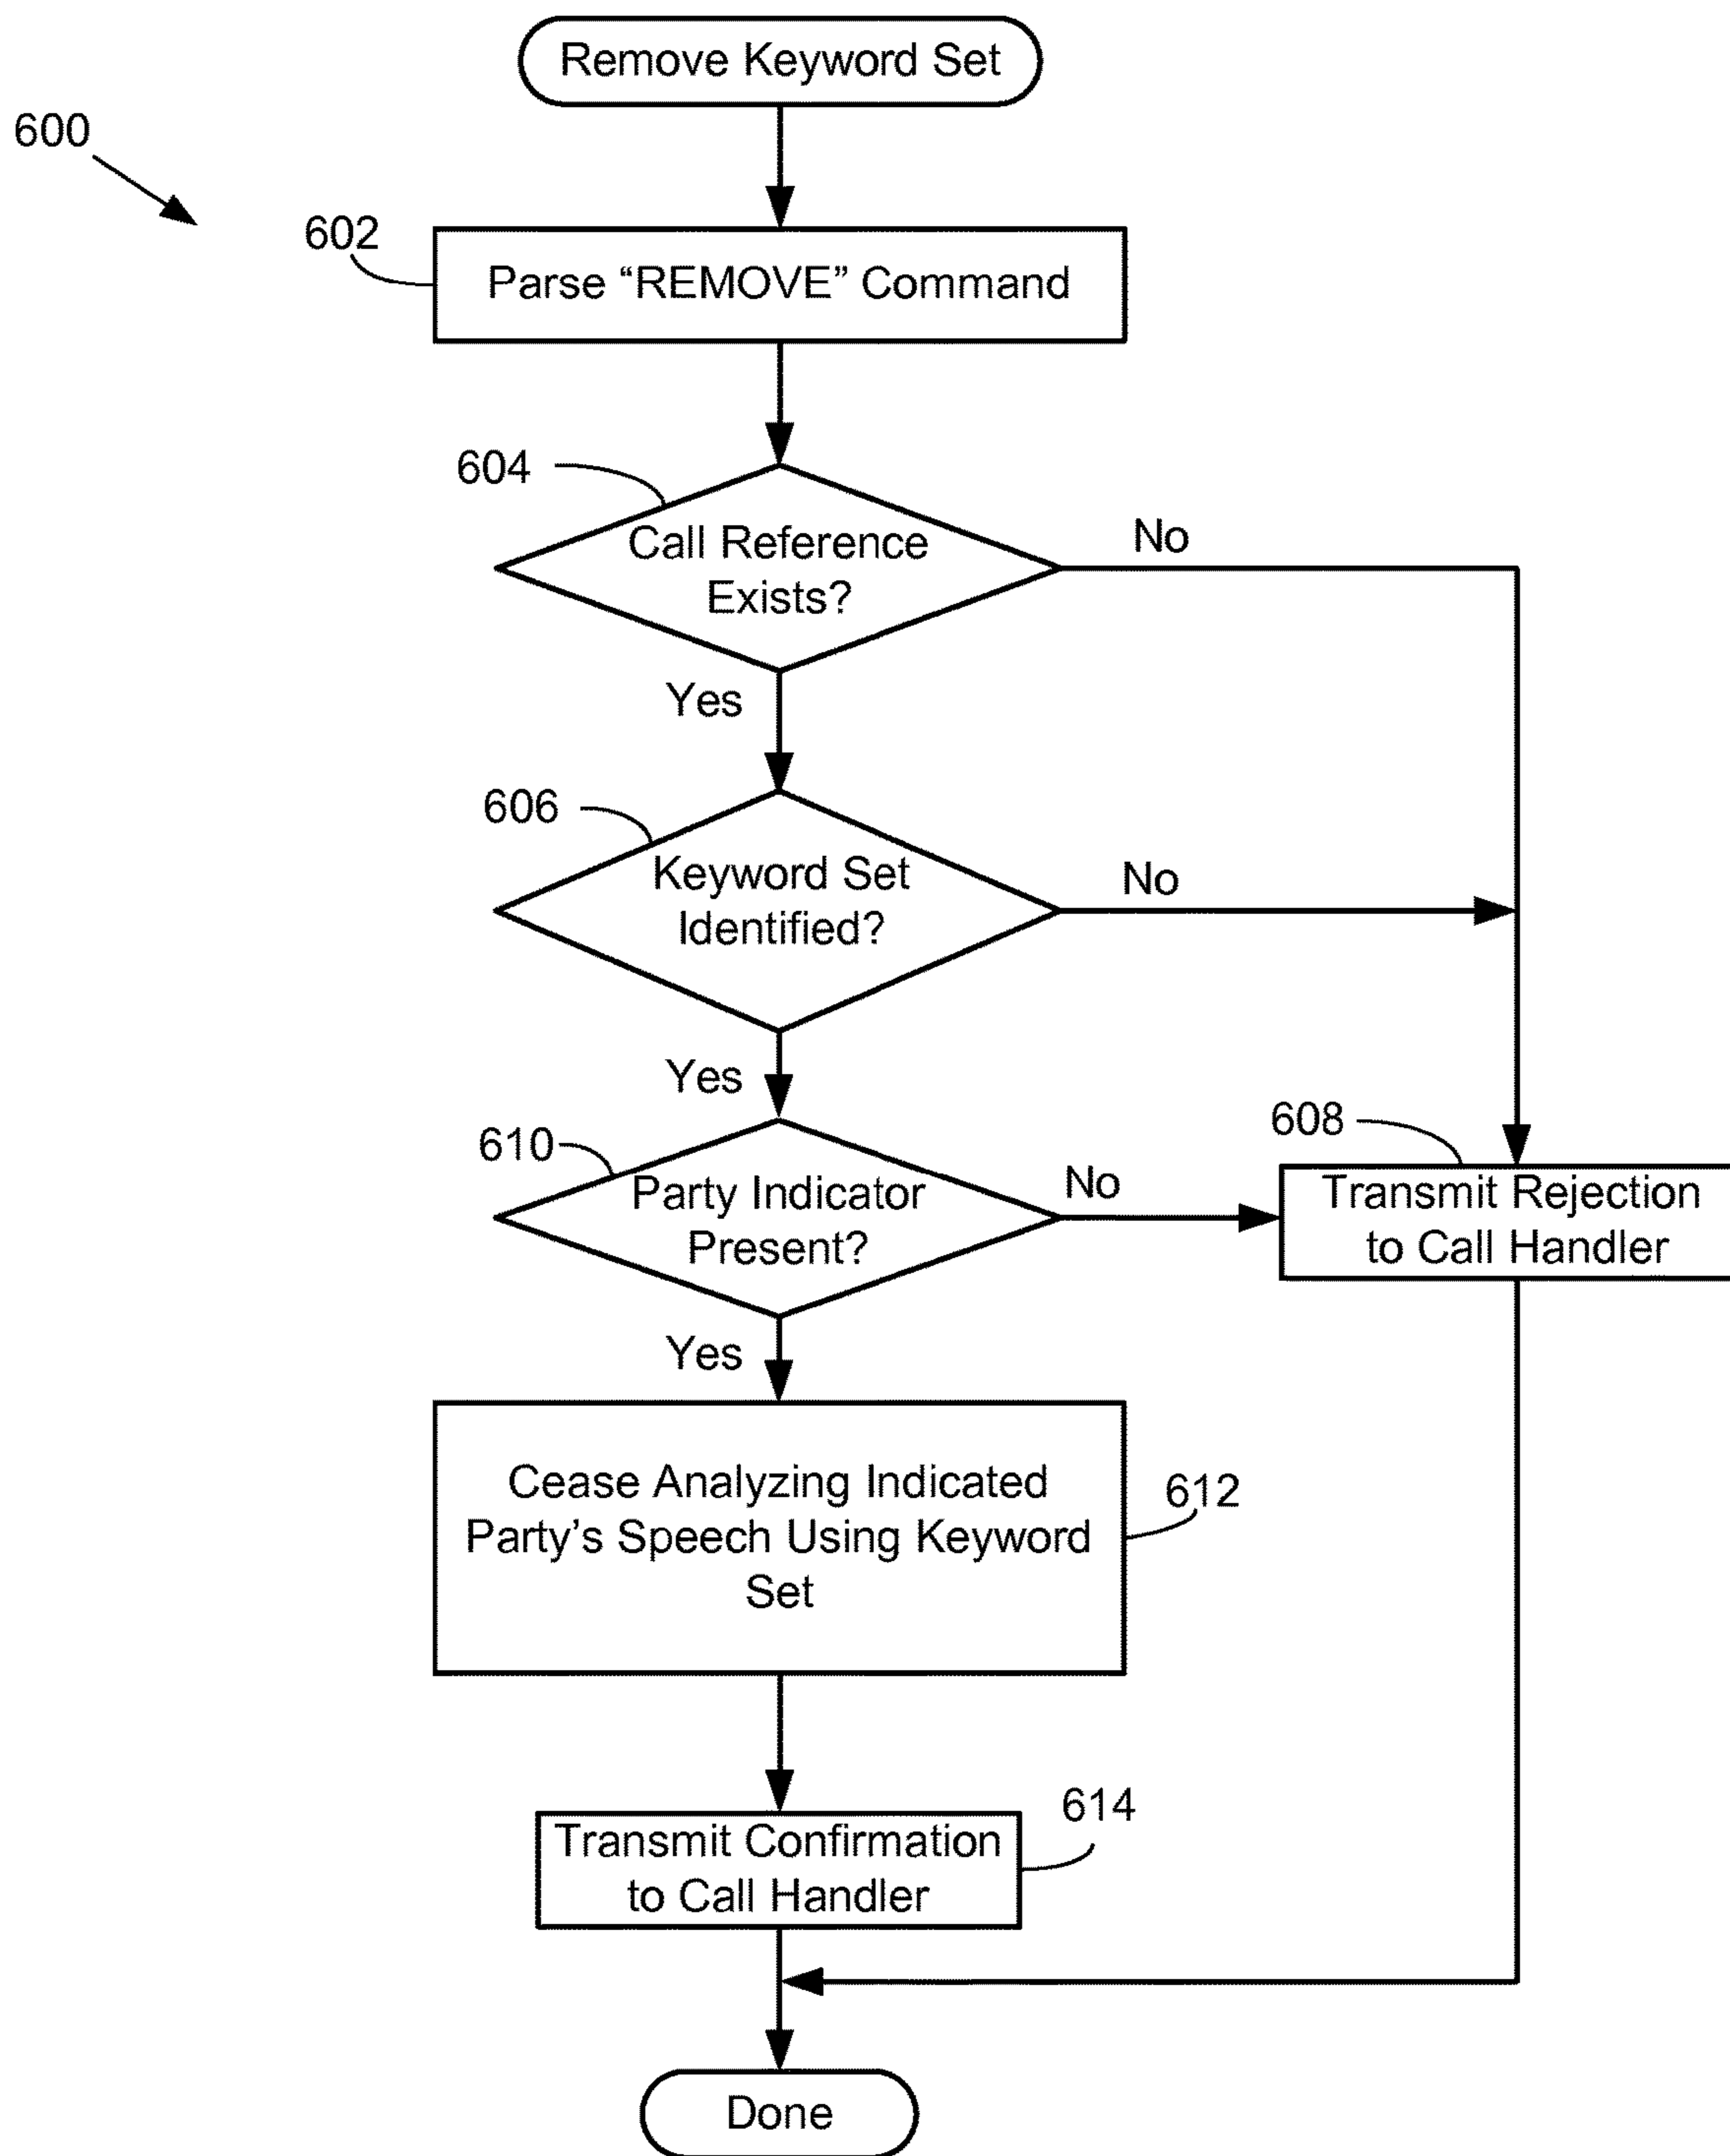 Remove Keyword Set
600
602
Parse “REMOVE” Command
604
Call Reference
Exists?
No
Yes
606
Keyword Set
Identified?
No
Yes
610
Party Indicator
Present?
No
608
Transmit Rejection
to Call Handler
Yes
Cease Analyzing Indicated
Party’s Speech Using Keyword
Set
612
Transmit Confirmation
to Call Handler
614
Done